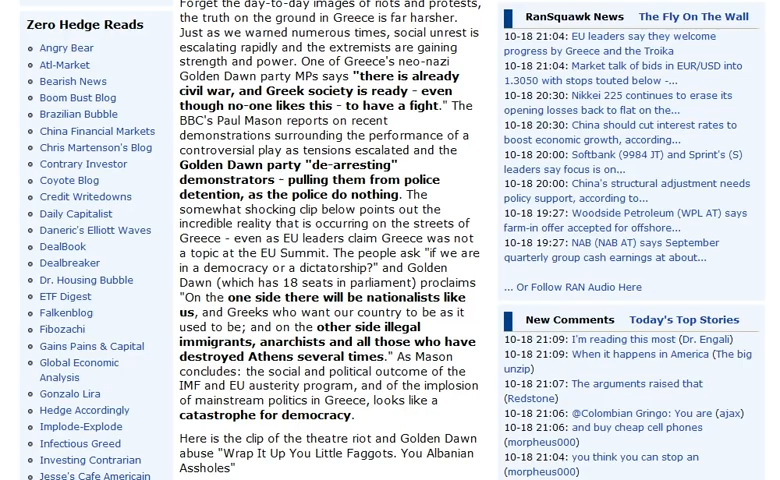 Zero Hedge Reads
Angry Bear
Atl-Market
Bearish News
Boom Bust Blog
Brazilian Bubble
China Financial Markets
Chris Martenson's Blog
Contrary Investor
Coyote Blog
Credit Writedowns
Daily Capitalist
Daneric's Elliott Waves
DealBook
Dealbreaker
Dr. Housing Bubble
ETF Digest
Falkenblog
Fibozachi
Gains Pains & Capital
Global Economic
Analysis
Gonzalo Lira
Hedge Accordingly
Implode-Explode
Infectious Greed
Investing Contrarian
Jesse's Cafe Americain
Forget the day-to-day images of riots and protests,
the truth on the ground in Greece is far harsher.
Just as we warned numerous times, social unrest is
escalating rapidly and the extremists are gaining
strength and power. One of Greece's neo-nazi
Golden Dawn party MPs says "there is already
civil war, and Greek society is ready - even
though no-one likes this - to have a fight." The
BBC's Paul Mason reports on recent
demonstrations surrounding the performance of a
controversial play as tensions escalated and the
Golden Dawn party "de-arresting"
demonstrators - pulling them from police
detention, as the police do nothing. The
somewhat shocking clip below points out the
incredible reality that is occurring on the streets of
Greece - even as EU leaders claim Greece was not
a topic at the EU Summit. The people ask "if we are
in a democracy or a dictatorship?" and Golden
Dawn (which has 18 seats in parliament) proclaims
"On the one side there will be nationalists like
us, and Greeks who want our country to be as it
used to be; and on the other side illegal
immigrants, anarchists and all those who have
destroyed Athens several times." As Mason
concludes: the social and political outcome of the
IMF and EU austerity program, and of the implosion
of mainstream politics in Greece, looks like a
catastrophe for democracy.
Here is the clip of the theatre riot and Golden Dawn
abuse "Wrap It Up You Little Faggots. You Albanian
Assholes"
RanSquawk News The Fly On The Wall
10-18 21:04: EU leaders say they welcome
progress by Greece and the Troika
10-18 21:04: Market talk of bids in EUR/USD into
1.3050 with stops touted below -...
10-18 20:30: Nikkei 225 continues to erase its
opening losses back to flat on the...
10-18 20:30: China should cut interest rates to
boost economic growth, according...
10-18 20:00: Softbank (9984 JT) and Sprint's (S)
leaders say focus is on...
10-18 20:00: China's structural adjustment needs
policy support, according to...
10-18 19:27: Woodside Petroleum (WPL AT) says
farm-in offer accepted for offshore...
10-18 19:27: NAB (NAB AT) says September
quarterly group cash earnings at about...
... Or Follow RAN Audio Here
New Comments Today's Top Stories
10-18 21:09: I'm reading this most (Dr. Engali)
10-18 21:09: When it happens in America (The big
unzip)
10-18 21:07: The arguments raised that
(Redstone)
10-18 21:06: @Colombian Gringo: You are (ajax)
10-18 21:06: and buy cheap cell phones
(morpheus000)
10-18 21:04: you think you can stop an
(morpheus000)